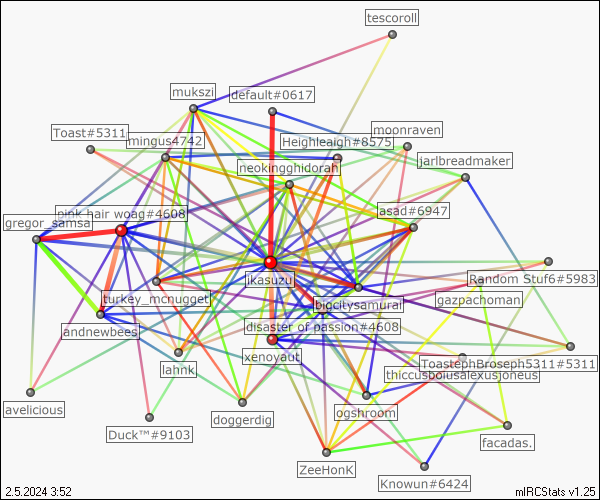 tescoroll
mukszi
default#0617
Toast#5311
mingus4742
Heighleaigh#8575
moonraven
neokingghidorah
jarlbreadmaker
gregor_samsa
pink hair woag#4608
asad#6947
turkey_mcnugget
ikasuzu
bigcitysamurai
Random Stuf6#5983
gazpachoman
andnewbees
disaster of passion#4608
lahnk
xenoyaut
ToastephBroseph5311#5311
thiccusboiusalexusjoneus
avelicious
Duck™#9103
doggerdig
ogshroom
facadas.
ZeeHonK
Knowun#6424
2.5.2024 3:52
mIRCStats v1.25